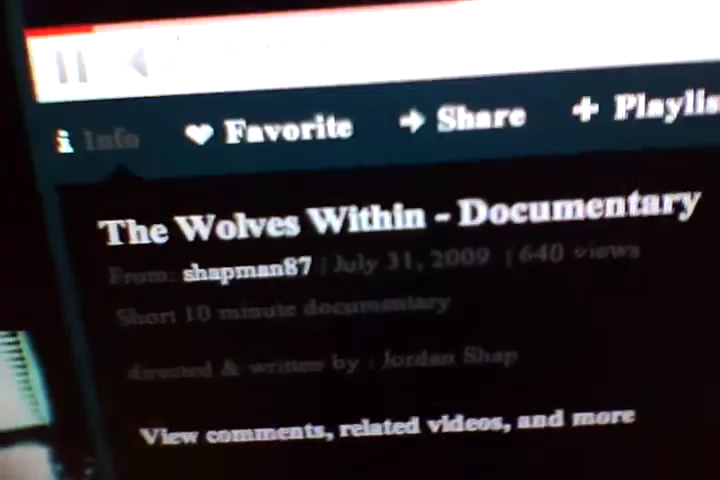 Info Favorite Share Playlis
The Wolves Within - Documentary
From: shapman87 | July 31, 2009 | 640 views
Short 10 minute documentary
directed & written by : Jordan Shap
View comments, related videos, and more